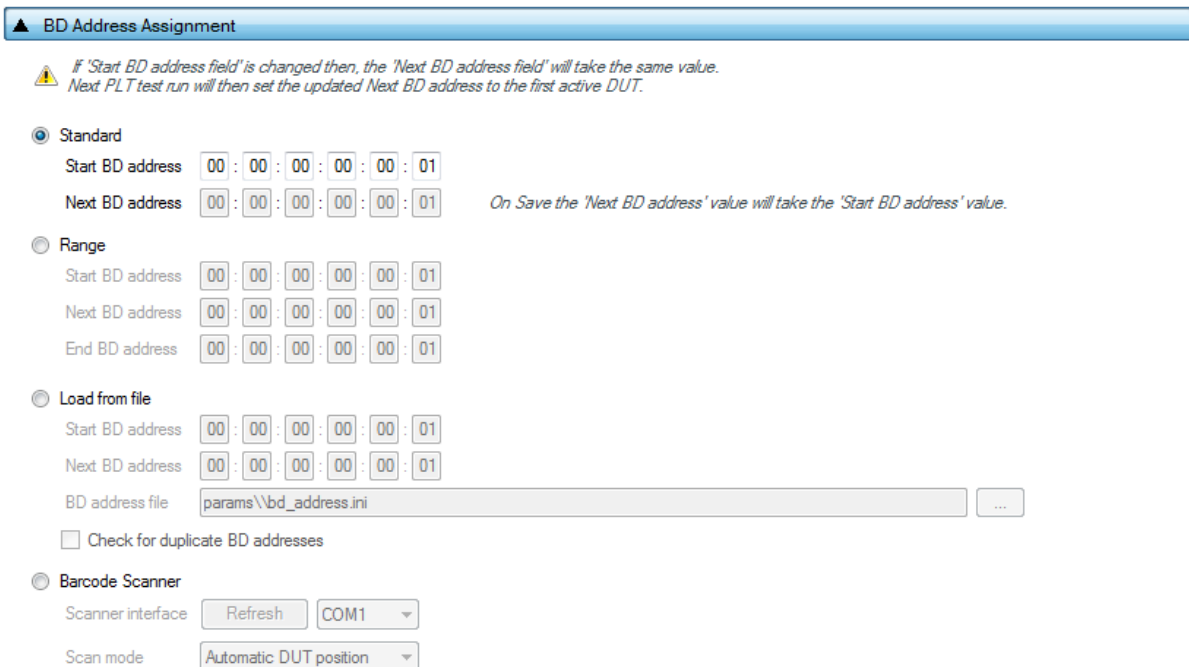 BD Address Assignment
If 'Start BD address field' is changed then, the 'Next BD address field' will take the same value.
Next PLT test run will then set the updated Next BD address to the first active DUT.
Standard
Start BD address 00 : 00 : 00 : 00 : 00 : 01
Next BD address 00 : 00 : 00 : 00 : 00 : 01 On Save the 'Next BD address' value will take the 'Start BD address' value.
Range
Start BD address 00 : 00 : 00 : 00 : 00 : 01
Next BD address 00 : 00 : 00 : 00 : 00 : 01
End BD address 00 : 00 : 00 : 00 : 00 : 01
Load from file
Start BD address 00 : 00 : 00 : 00 : 00 : 01
Next BD address 00 : 00 : 00 : 00 : 00 : 01
BD address file params\\bd_address.ini ...
Check for duplicate BD addresses
Barcode Scanner
Scanner interface Refresh COM1
Scan mode Automatic DUT position